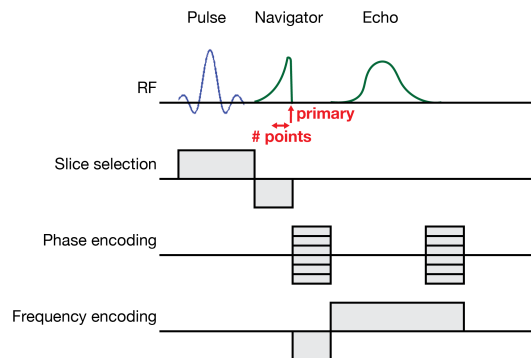 Pulse Navigator Echo
RF
primary
# points
Slice selection
Phase encoding
Frequency encoding